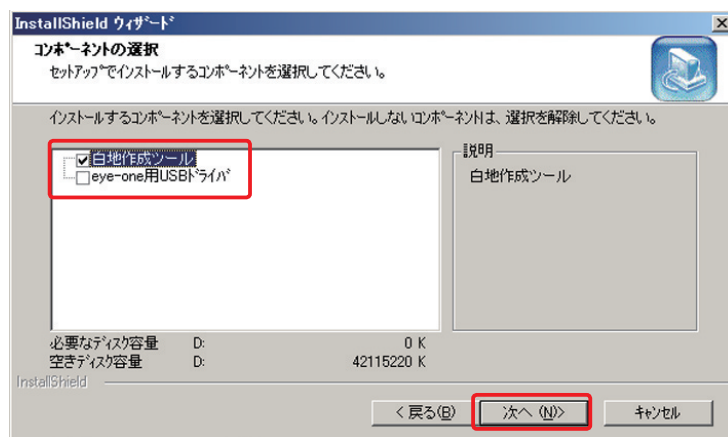 InstallShield ウィザード
コンポーネントの選択
セットアップでインストールするコンポーネントを選択してください。
インストールするコンポーネントを選択してください。インストールしないコンポーネントは、選択を解除してください。
白地作成ツール
eye-one用USBドライバ
説明
白地作成ツール
必要なディスク容量 D: 0 K
空きディスク容量 D: 42115220 K
InstallShield
< 戻る(B) 次へ (N)> キャンセル